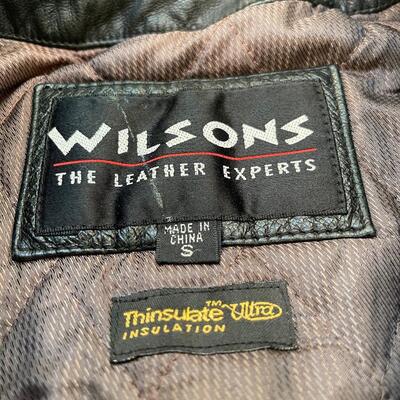 WILSONS
THE LEATHER EXPERTS
MADE IN
CHINA
S
Thinsulate™ Ultra
INSULATION